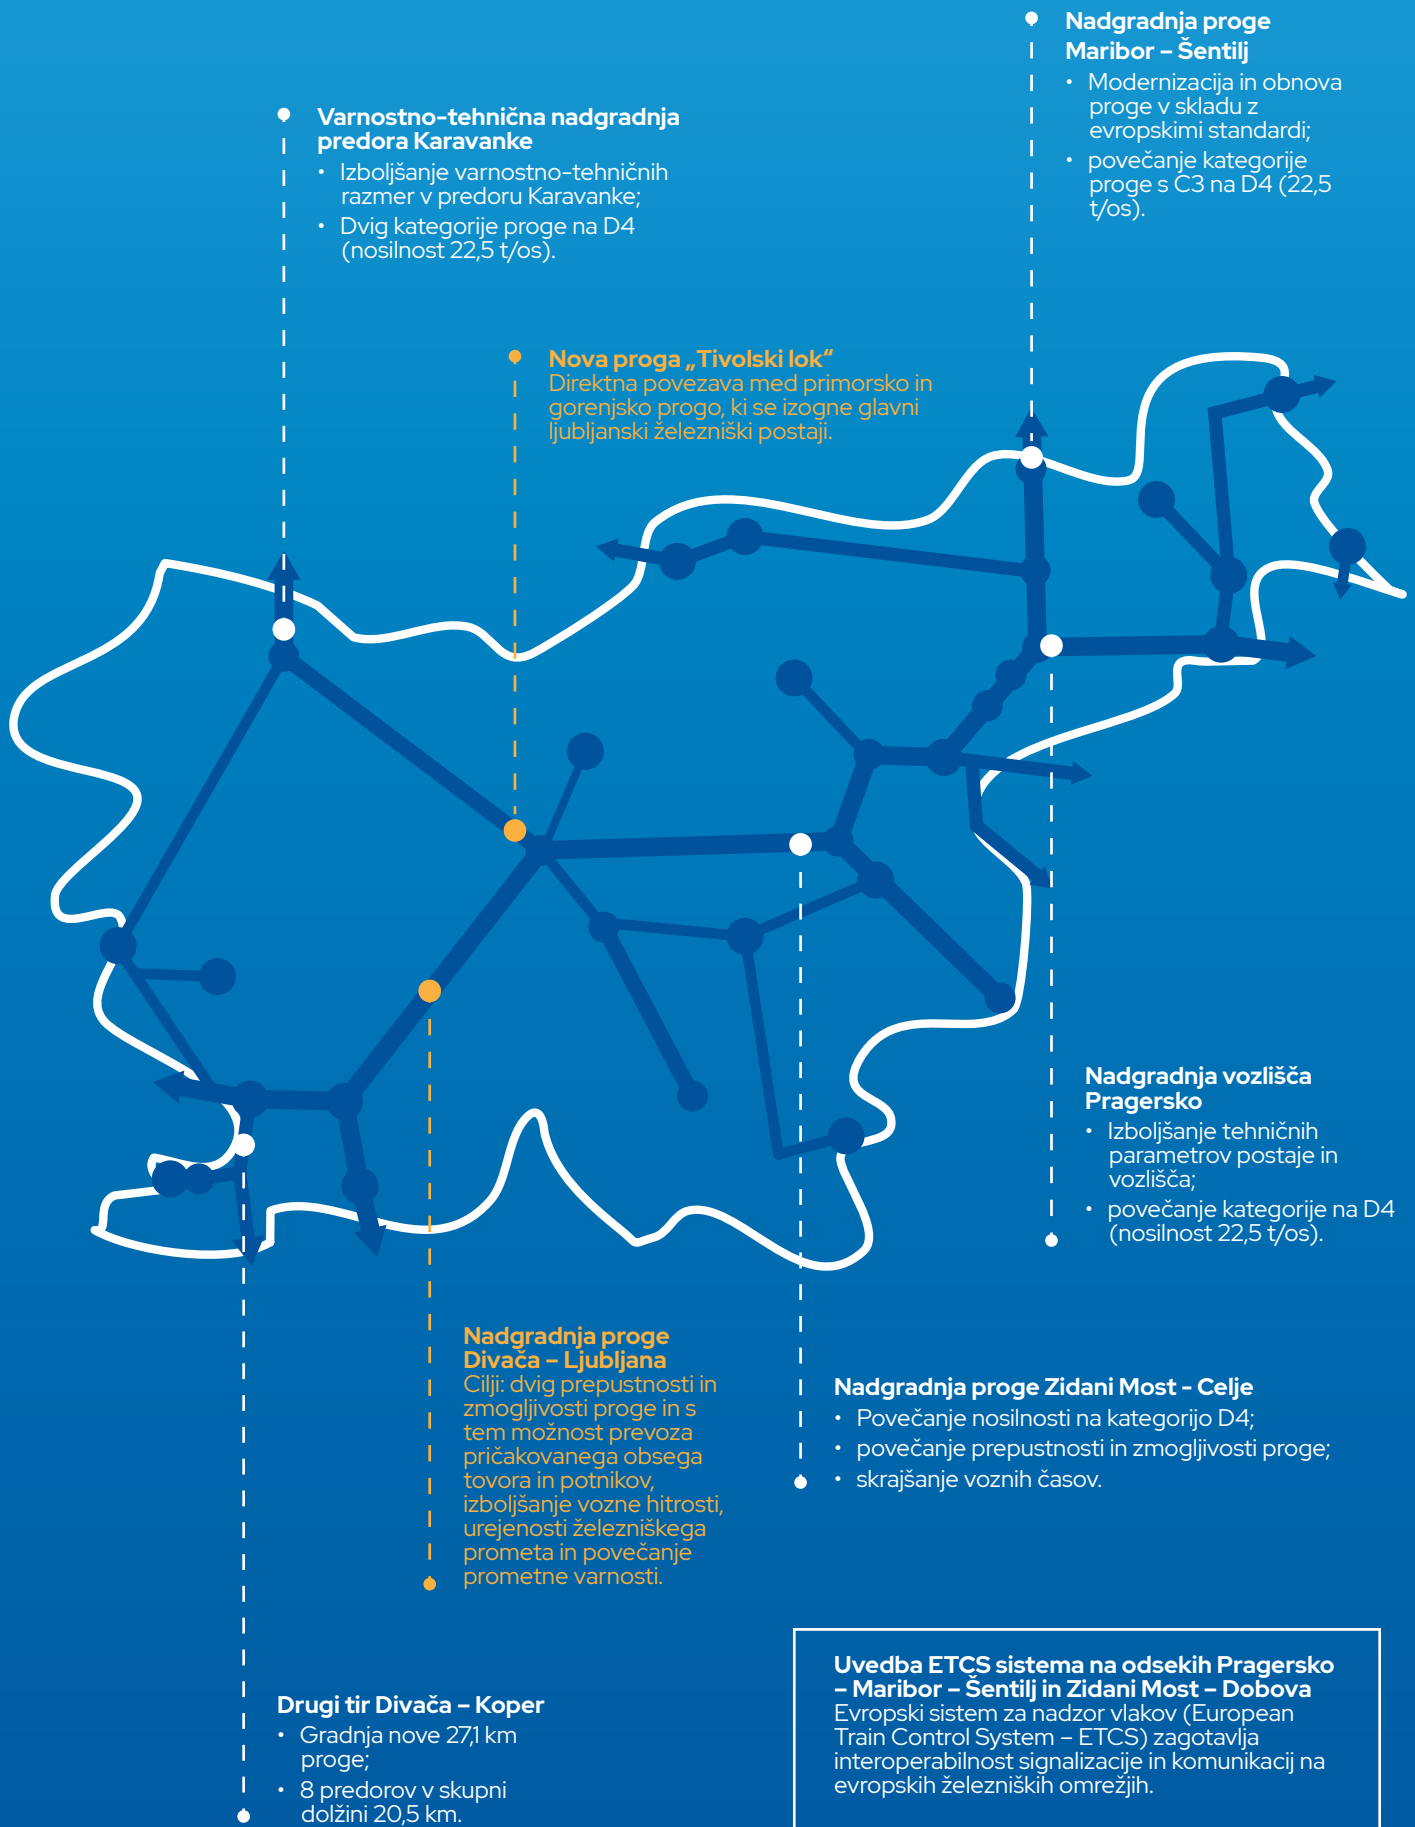 Nadgradnja proge
Maribor – Šentilj
• Modernizacija in obnova
proge v skladu z
evropskimi standardi;
• povečanje kategorije
proge s C3 na D4 (22,5
t/os).
Varnostno-tehnična nadgradnja
predora Karavanke
• Izboljšanje varnostno-tehničnih
razmer v predoru Karavanke;
• Dvig kategorije proge na D4
(nosilnost 22,5 t/os).
Nova proga „Tivolski lok“
Direktna povezava med primorsko in
gorenjsko progo, ki se izogne glavni
ljubljanski železniški postaji.
Nadgradnja vozlišča
Pragersko
• Izboljšanje tehničnih
parametrov postaje in
vozlišča;
• povečanje kategorije na D4
(nosilnost 22,5 t/os).
Nadgradnja proge
Divača – Ljubljana
Cilji: dvig prepustnosti in
zmogljivosti proge in s
tem možnost prevoza
pričakovanega obsega
tovora in potnikov,
izboljšanje vozne hitrosti,
urejenosti železniškega
prometa in povečanje
prometne varnosti.
Nadgradnja proge Zidani Most - Celje
• Povečanje nosilnosti na kategorijo D4;
• povečanje prepustnosti in zmogljivosti proge;
• skrajšanje voznih časov.
Drugi tir Divača – Koper
• Gradnja nove 27,1 km
proge;
• 8 predorov v skupni
dolžini 20,5 km.
Uvedba ETCS sistema na odsekih Pragersko
– Maribor – Šentilj in Zidani Most – Dobova
Evropski sistem za nadzor vlakov (European
Train Control System – ETCS) zagotavlja
interoperabilnost signalizacije in komunikacij na
evropskih železniških omrežjih.